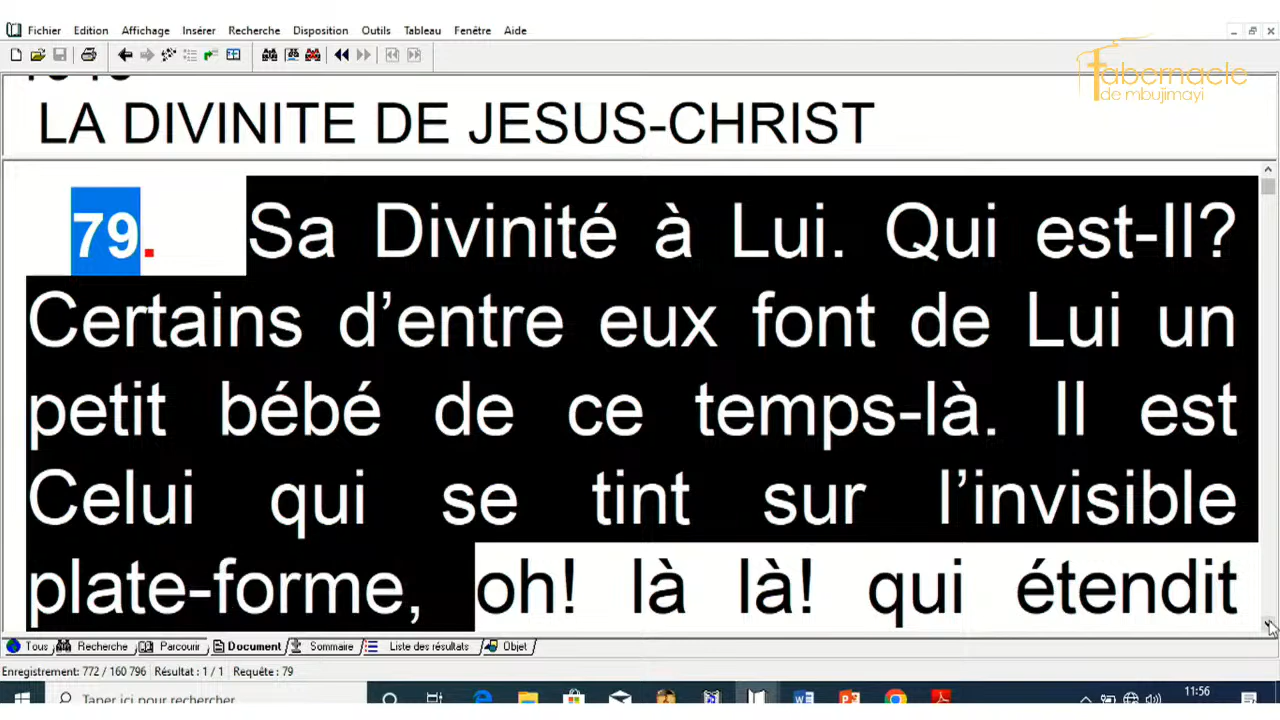 Fichier Edition Affichage Insérer Recherche Disposition Outils Tableau Fenêtre Aide
Tabernacle
de mbujimayi
LA DIVINITE DE JESUS-CHRIST
79. Sa Divinité à Lui. Qui est-Il?
Certains d’entre eux font de Lui un
petit bébé de ce temps-là. Il est
Celui qui se tint sur l’invisible
plate-forme, oh! là là! qui étendit
Tous Recherche Parcourir Document Sommaire Liste des résultats Objet
Enregistrement: 772 / 160 796 Résultat : 1 / 1 Requête : 79
Taper ici pour rechercher
11:56